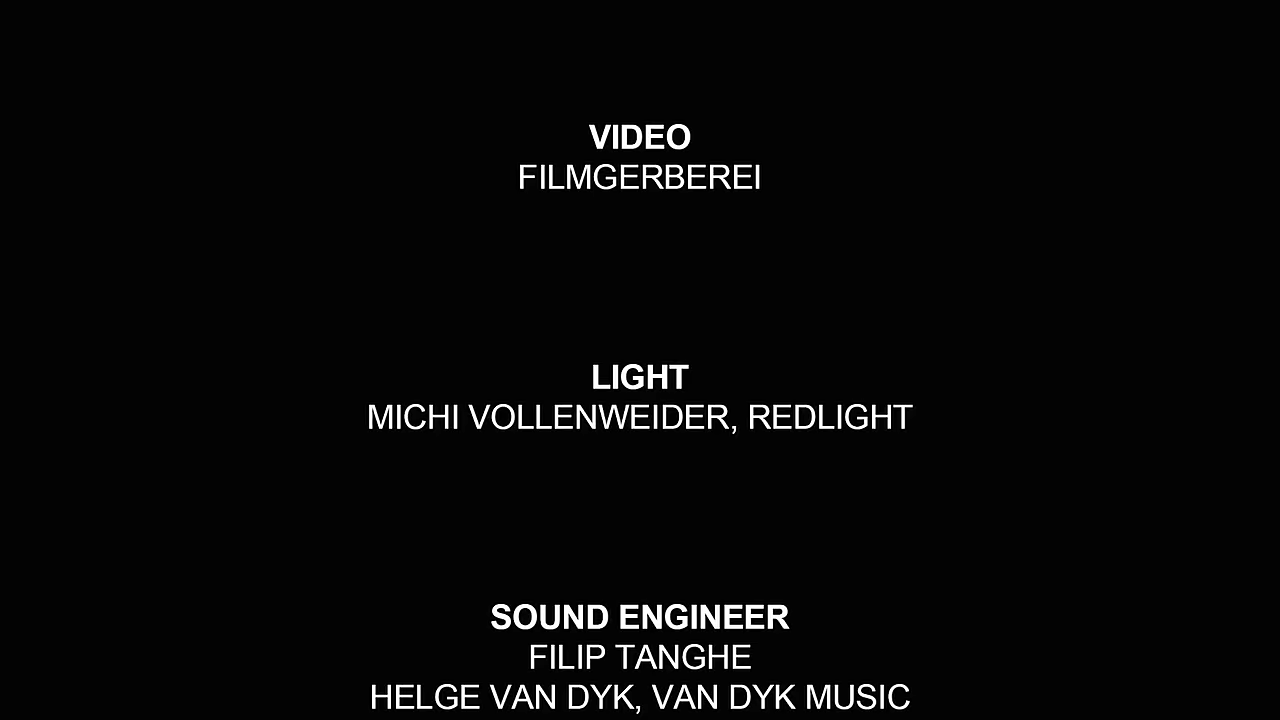 VIDEO
FILMGERBEREI
LIGHT
MICHI VOLLENWEIDER, REDLIGHT
SOUND ENGINEER
FILIP TANGHE
HELGE VAN DYK, VAN DYK MUSIC